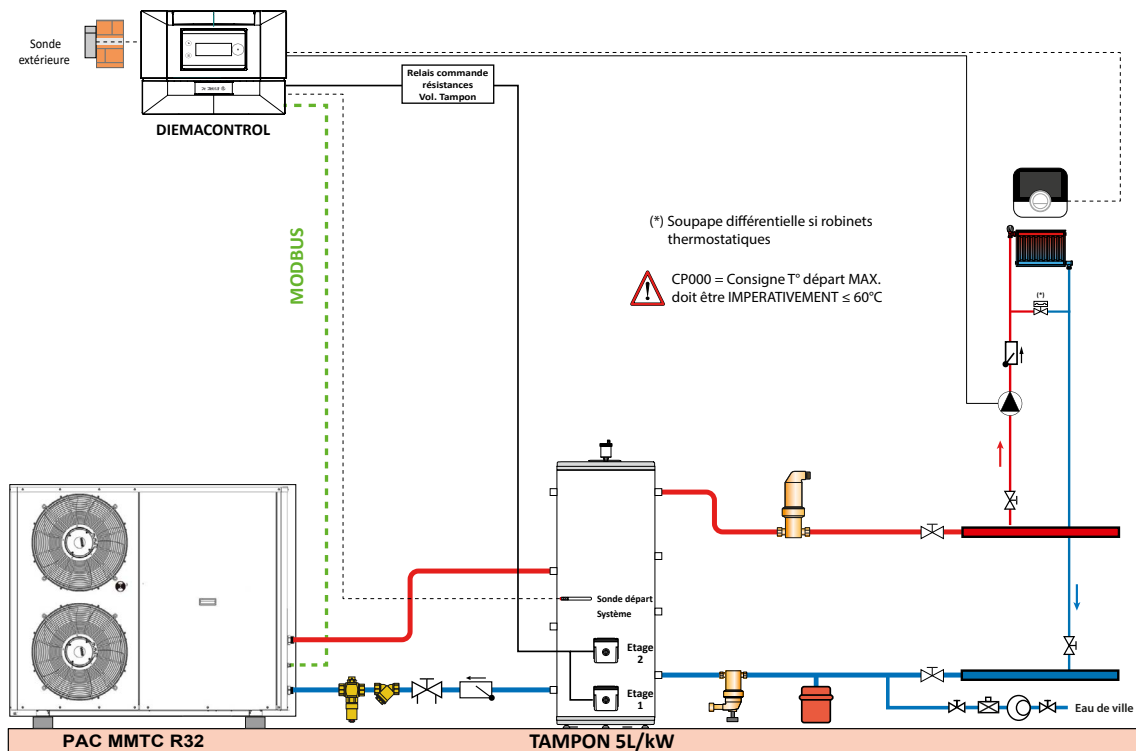 Sonde
extérieure
DIEMACONTROL
Relais commande
résistances
Vol. Tampon
MODBUS
(*) Soupape différentielle si robinets
thermostatiques
CP000 = Consigne T° départ MAX.
doit être IMPERATIVEMENT ≤ 60°C
(*)
Sonde départ
Système
Etage
2
Etage
1
Eau de ville
PAC MMTC R32
TAMPON 5L/kW